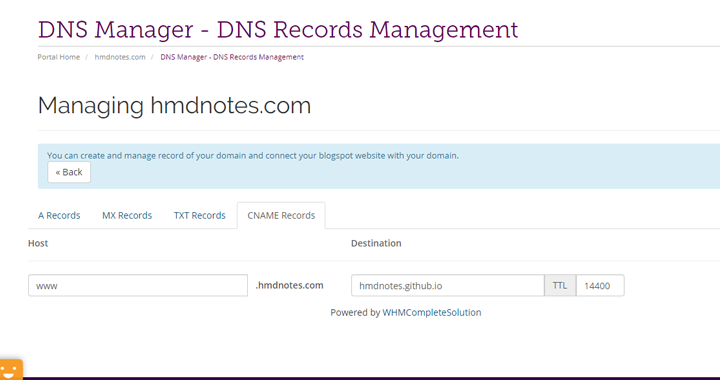 DNS Manager - DNS Records Management
Portal Home / hmdnotes.com / DNS Manager - DNS Records Management
Managing hmdnotes.com
You can create and manage record of your domain and connect your blogspot website with your domain.
« Back
A Records MX Records TXT Records CNAME Records
Host Destination
www .hmdnotes.com hmdnotes.github.io TTL 14400
Powered by WHMCompleteSolution